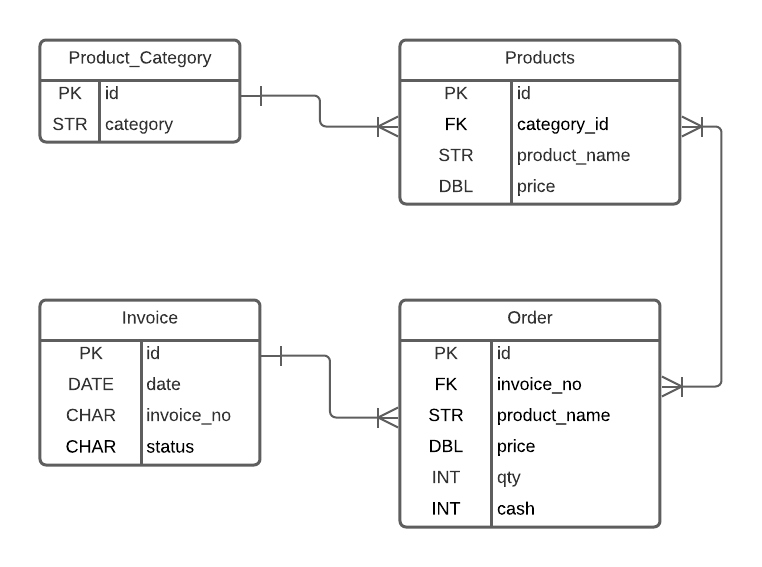 Product_Category
PK id
STR category
Products
PK id
FK category_id
STR product_name
DBL price
Invoice
PK id
DATE date
CHAR invoice_no
CHAR status
Order
PK id
FK invoice_no
STR product_name
DBL price
INT qty
INT cash